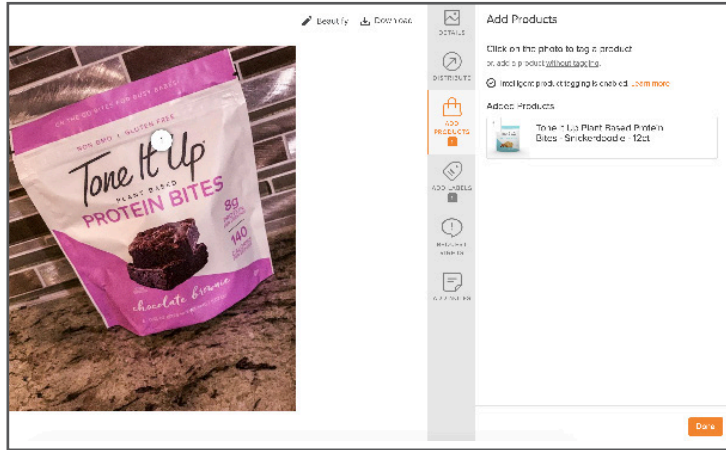 Beautify
Download
ON THE GO BITES FOR BUSY BABES
NON GMO | GLUTEN FREE
Tone It Up
PLANT BASED
PROTEIN BITES
8g
140
chocolate brownie
DETAILS
DISTRIBUTE
ADD
PRODUCTS
1
ADD LABELS
REQUEST
RIGHTS
Add Products
Click on the photo to tag a product
or, add a product without tagging.
Intelligent product tagging is enabled. Learn more
Added Products
Tone It Up Plant Based Protein
Bites - Snickerdoodle - 12ct
Done